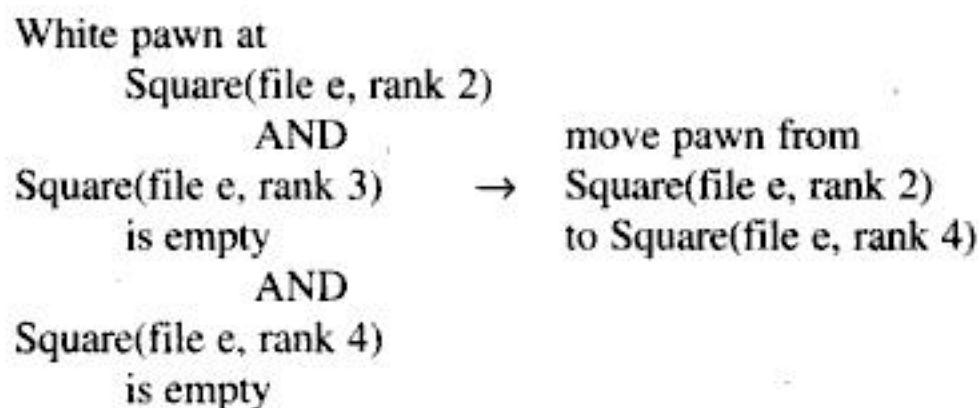 White pawn at
Square(file e, rank 2)
AND
Square(file e, rank 3)
is empty
AND
Square(file e, rank 4)
is empty
→
move pawn from
Square(file e, rank 2)
to Square(file e, rank 4)